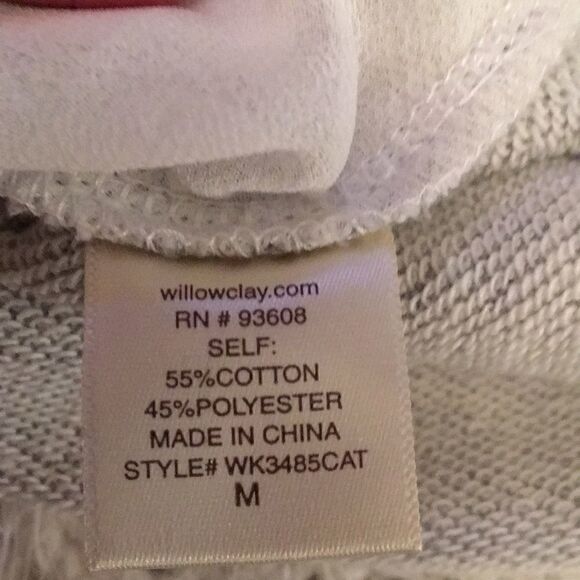 willowclay.com
RN # 93608
SELF:
55%COTTON
45%POLYESTER
MADE IN CHINA
STYLE# WK3485CAT
M